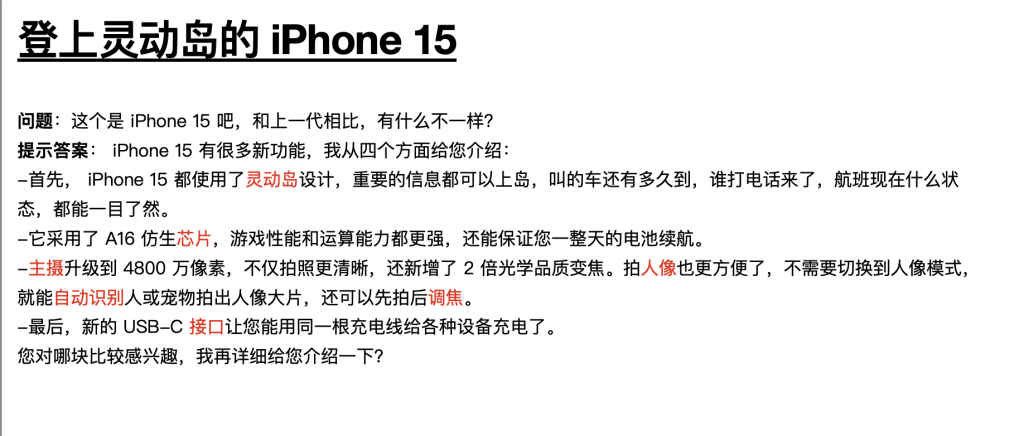 登上灵动岛的 iPhone 15
问题：这个是 iPhone 15 吧，和上一代相比，有什么不一样？
提示答案： iPhone 15 有很多新功能，我从四个方面给您介绍：
–首先， iPhone 15 都使用了灵动岛设计，重要的信息都可以上岛，叫的车还有多久到，谁打电话来了，航班现在什么状
态，都能一目了然。
–它采用了 A16 仿生芯片，游戏性能和运算能力都更强，还能保证您一整天的电池续航。
–主摄升级到 4800 万像素，不仅拍照更清晰，还新增了 2 倍光学品质变焦。拍人像也更方便了，不需要切换到人像模式，
就能自动识别人或宠物拍出人像大片，还可以先拍后调焦。
–最后，新的 USB–C 接口让您能用同一根充电线给各种设备充电了。
您对哪块比较感兴趣，我再详细给您介绍一下？